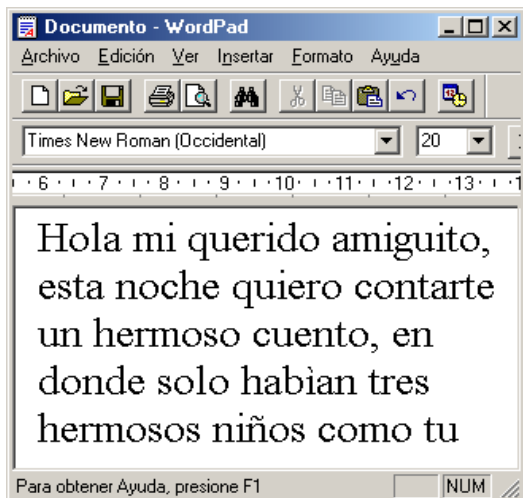 Documento - WordPad
Archivo Edición Ver Insertar Formato Ayuda
Times New Roman (Occidental) 20
6 7 8 9 10 11 12 13
Hola mi querido amiguito,
esta noche quiero contarte
un hermoso cuento, en
donde solo habìan tres
hermosos niños como tu
Para obtener Ayuda, presione F1 NUM